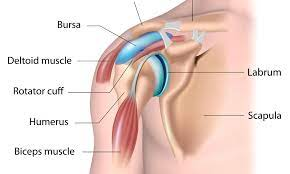 Bursa
Deltoid muscle
Rotator cuff
Humerus
Biceps muscle
Labrum
Scapula